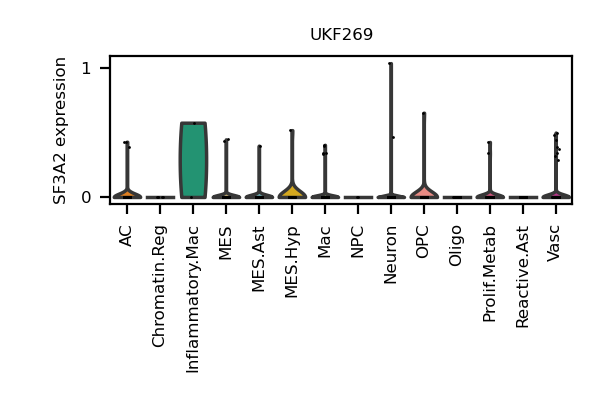 UKF269
SF3A2 expression
1
0
AC
Chromatin.Reg
Inflammatory.Mac
MES
MES.Ast
MES.Hyp
Mac
NPC
Neuron
OPC
Oligo
Prolif.Metab
Reactive.Ast
Vasc